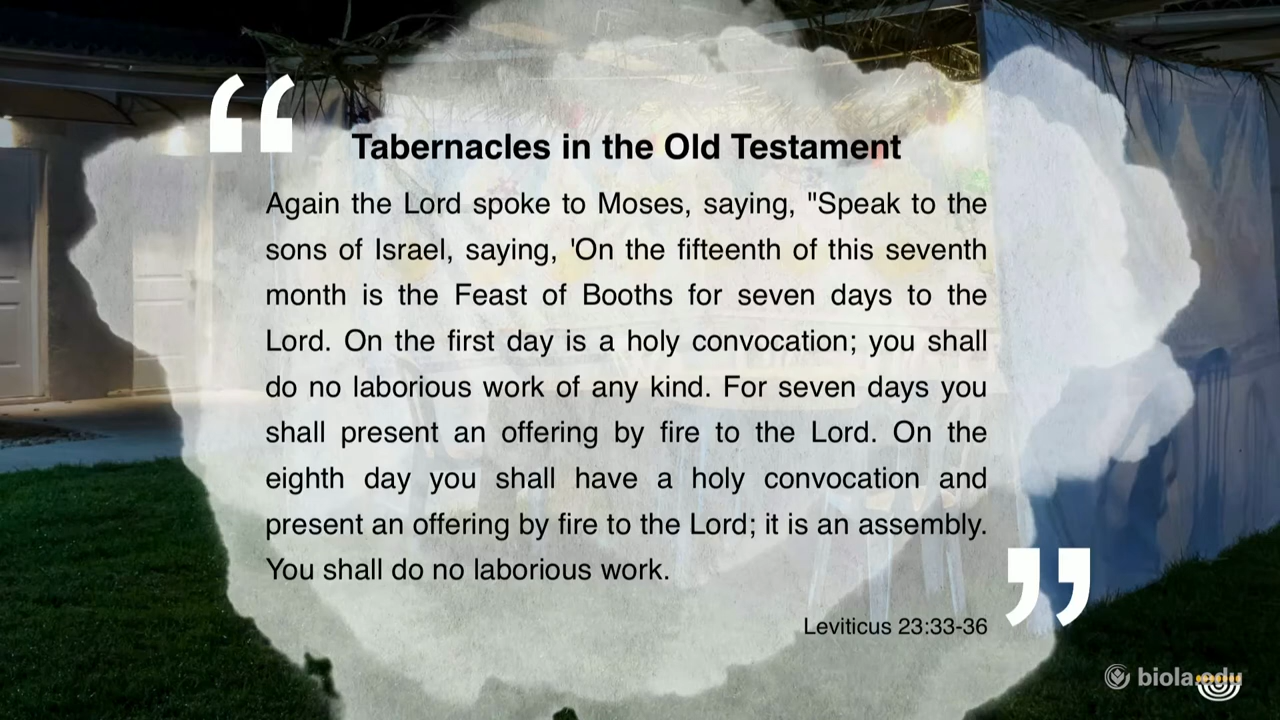 “
Tabernacles in the Old Testament
Again the Lord spoke to Moses, saying, "Speak to the
sons of Israel, saying, 'On the fifteenth of this seventh
month is the Feast of Booths for seven days to the
Lord. On the first day is a holy convocation; you shall
do no laborious work of any kind. For seven days you
shall present an offering by fire to the Lord. On the
eighth day you shall have a holy convocation and
present an offering by fire to the Lord; it is an assembly.
You shall do no laborious work.
”
Leviticus 23:33-36
biola.edu